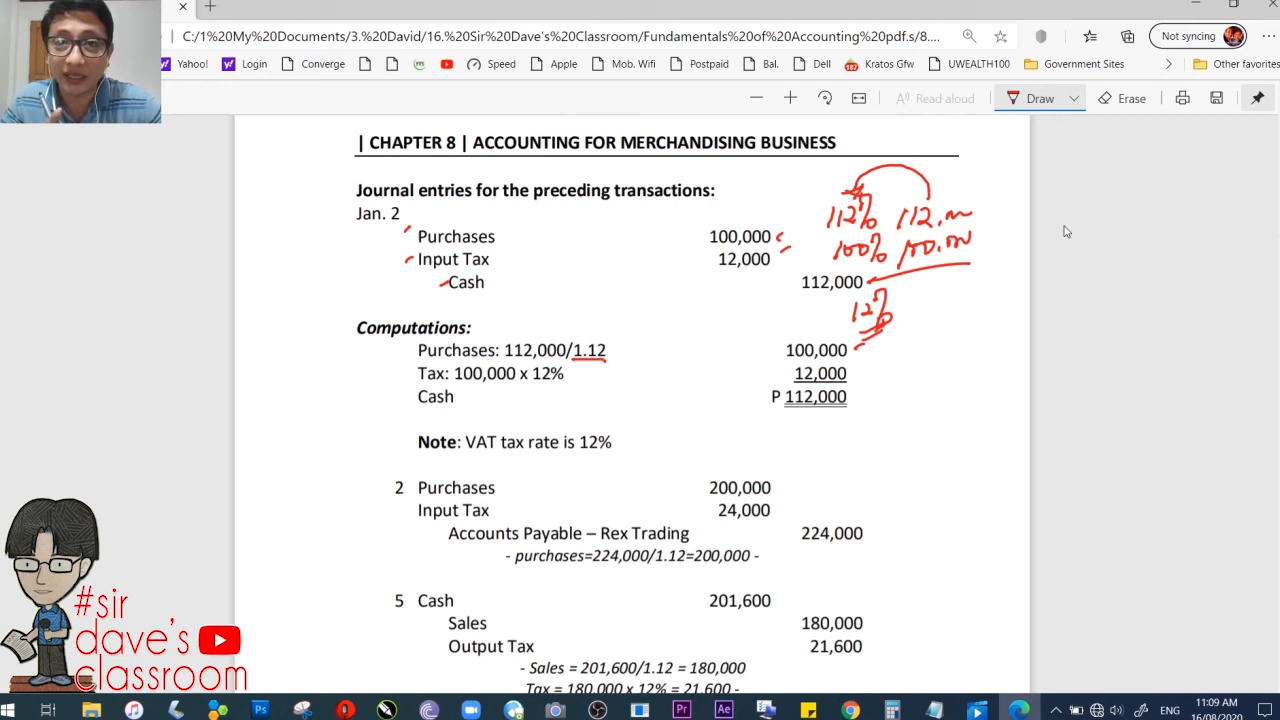 C:/1%20My%20Documents/3.%20David/16.%20Sir%20Dave's%20Classroom/Fundamentals%20of%20Accounting%20pdf.s/8....
Not syncing
Yahoo!
Login
Converge
Speed
Apple
Mob. Wifi
Postpaid
Bal.
Dell
Kratos Gfw
UWEALTH100
Government Sites
Other favorites
Read aloud
Draw
Erase
| CHAPTER 8 | ACCOUNTING FOR MERCHANDISING BUSINESS
Journal entries for the preceding transactions:
Jan. 2
112%
Purchases 100,000
100%
Input Tax 12,000
Cash 112,000
12%
Computations:
Purchases: 112,000/1.12 100,000
Tax: 100,000 x 12% 12,000
Cash P 112,000
Note: VAT tax rate is 12%
2 Purchases 200,000
Input Tax 24,000
Accounts Payable – Rex Trading 224,000
- purchases=224,000/1.12=200,000 -
5 Cash 201,600
Sales 180,000
Output Tax 21,600
- Sales = 201,600/1.12 = 180,000
Tax = 180,000 x 12% = 21,600 -
#sir
dave's
classroom
ENG
11:09 AM
16/08/2020